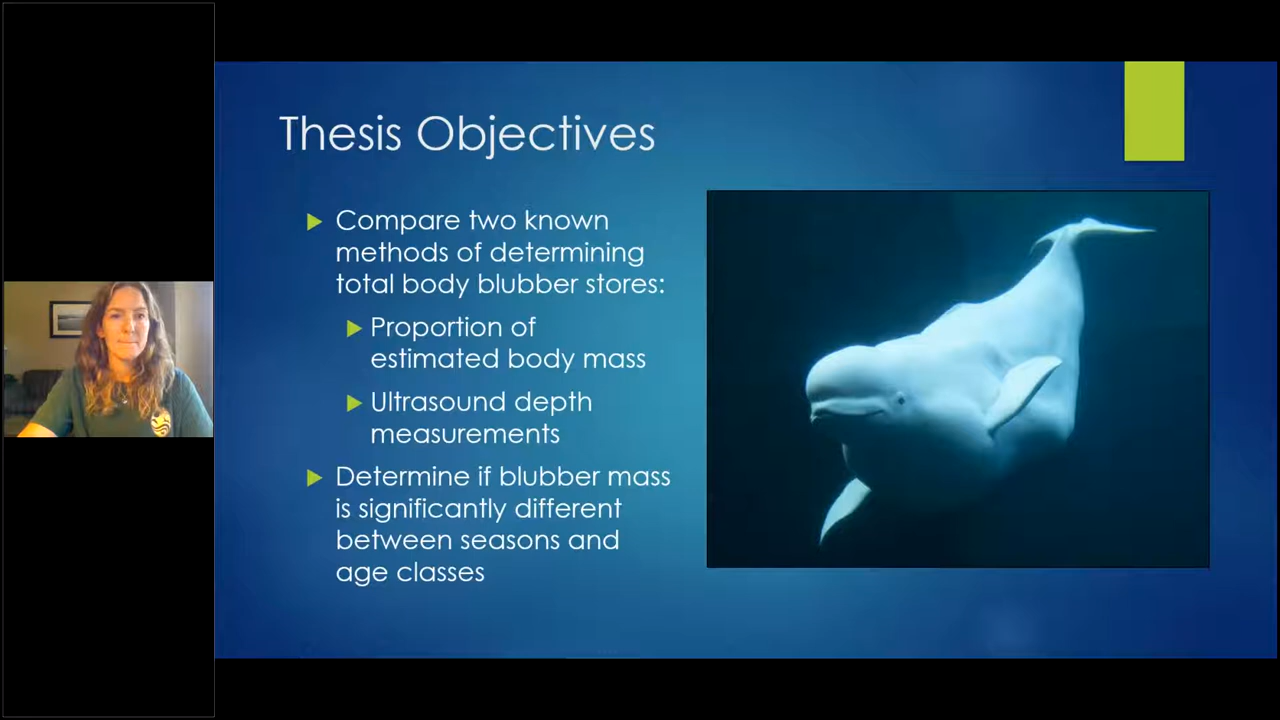 Thesis Objectives
Compare two known
methods of determining
total body blubber stores:
Proportion of
estimated body mass
Ultrasound depth
measurements
Determine if blubber mass
is significantly different
between seasons and
age classes